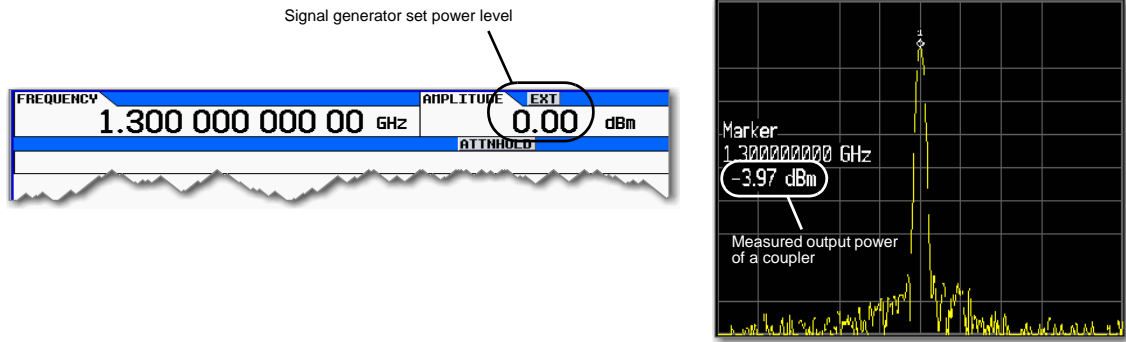 Signal generator set power level
FREQUENCY
AMPLITUDE EXT
1.300 000 000 00 GHz
0.00 dBm
ATTNHOLD
1
Marker
1.300000000 GHz
-3.97 dBm
Measured output power
of a coupler